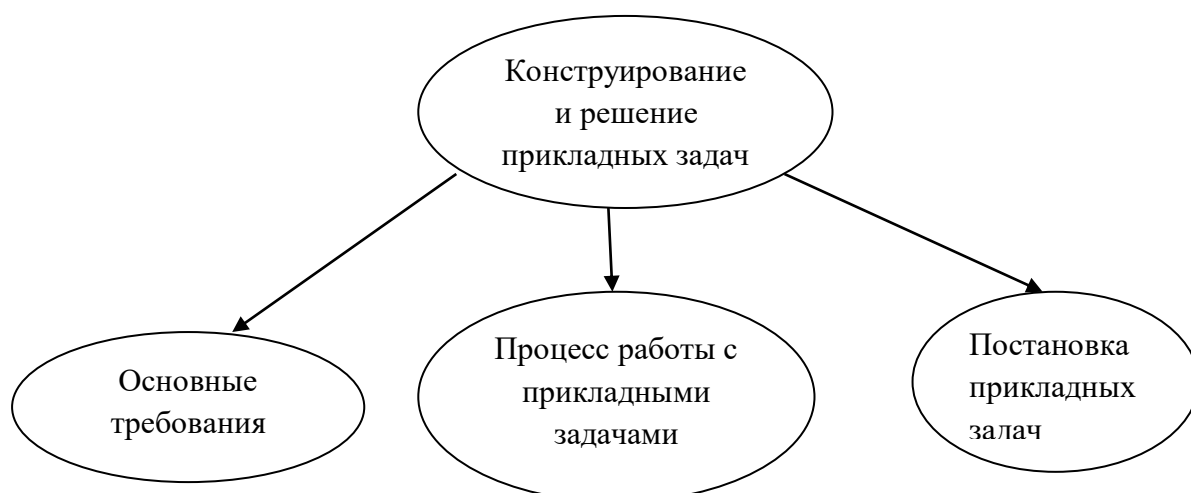 Конструирование
и решение
прикладных задач
Основные
требования
Процесс работы с
прикладными
задачами
Постановка
прикладных
задач